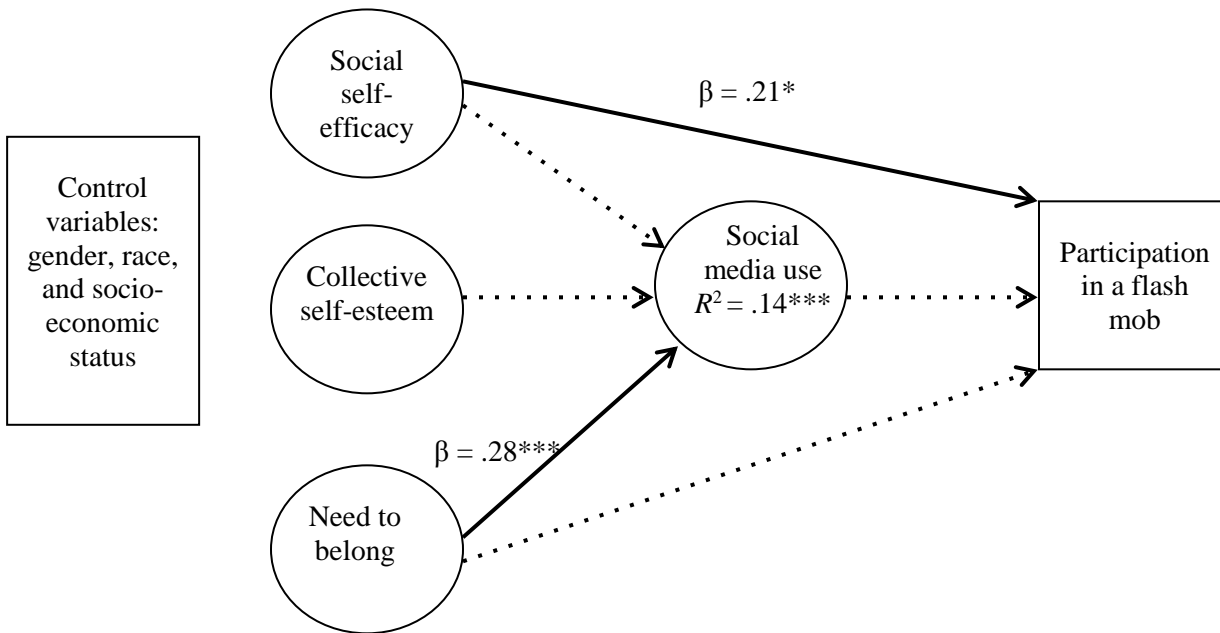 Control
variables:
gender, race,
and socio-
economic
status
Social
self-
efficacy
Collective
self-esteem
Need to
belong
β = .21*
β = .28***
Social
media use
R² = .14***
Participation
in a flash
mob